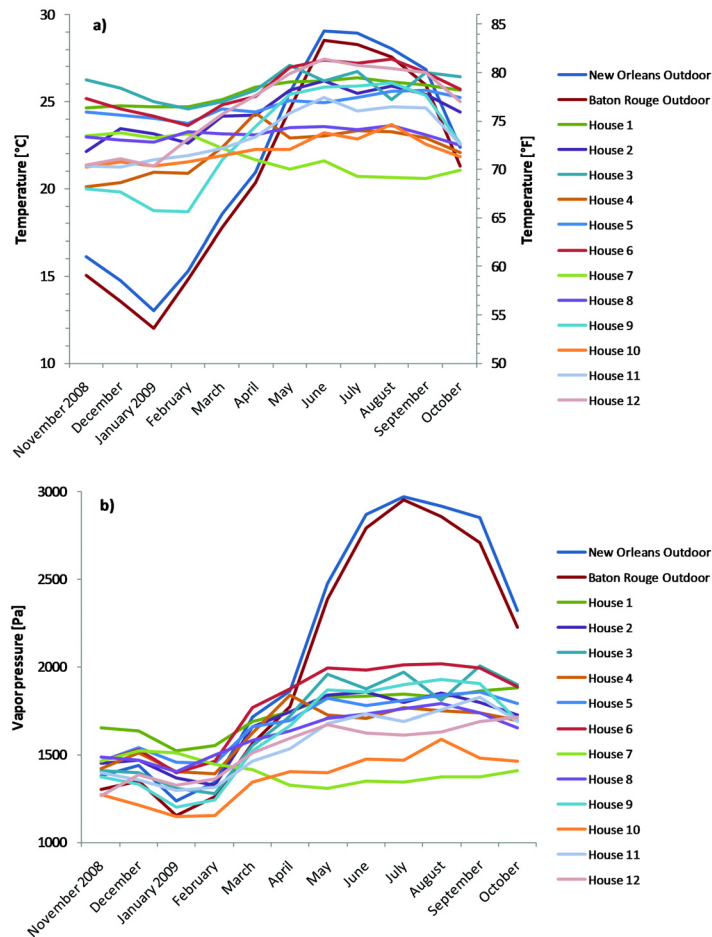 a)
30
25
20
15
10
Temperature [°C]
85
80
75
70
65
60
55
50
Temperature [°F]
November 2008
December
January 2009
February
March
April
May
June
July
August
September
October
New Orleans Outdoor
Baton Rouge Outdoor
House 1
House 2
House 3
House 4
House 5
House 6
House 7
House 8
House 9
House 10
House 11
House 12
b)
3000
2500
2000
1500
1000
Vapor pressure [Pa]
November 2008
December
January 2009
February
March
April
May
June
July
August
September
October
New Orleans Outdoor
Baton Rouge Outdoor
House 1
House 2
House 3
House 4
House 5
House 6
House 7
House 8
House 9
House 10
House 11
House 12